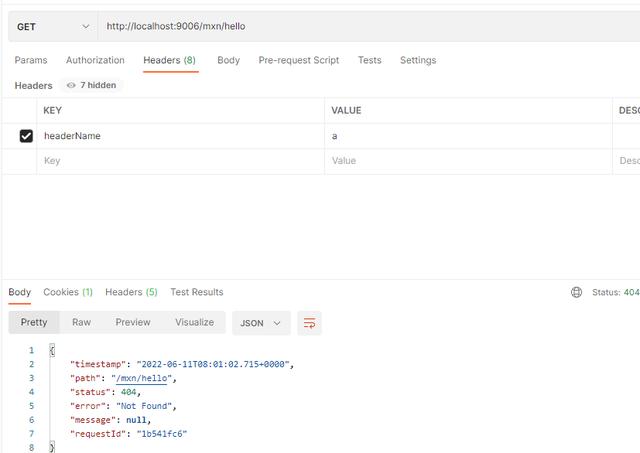 GET http://localhost:9006/mxn/hello
Params Authorization Headers (8) Body Pre-request Script Tests Settings
Headers 7 hidden
KEY VALUE DESC
headerName a
Key Value Desc
Body Cookies (1) Headers (5) Test Results Status: 404
Pretty Raw Preview Visualize JSON
1 {
2 "timestamp": "2022-06-11T08:01:02.715+0000",
3 "path": "/mxn/hello",
4 "status": 404,
5 "error": "Not Found",
6 "message": null,
7 "requestId": "1b541fc6"
8 }